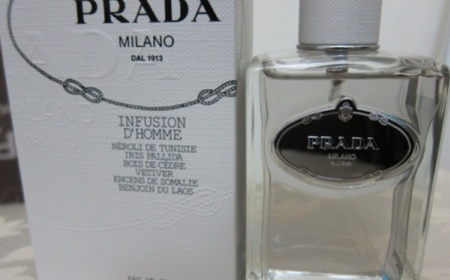 PRADA
MILANO
DAL 1913
INFUSION
D'HOMME
NÉROLI DE TUNISIE
IRIS PALLIDA
BOIS DE CÈDRE
VETIVER
ENCENS DE SOMALIE
BENJOIN DU LAOS
PRADA
MILANO